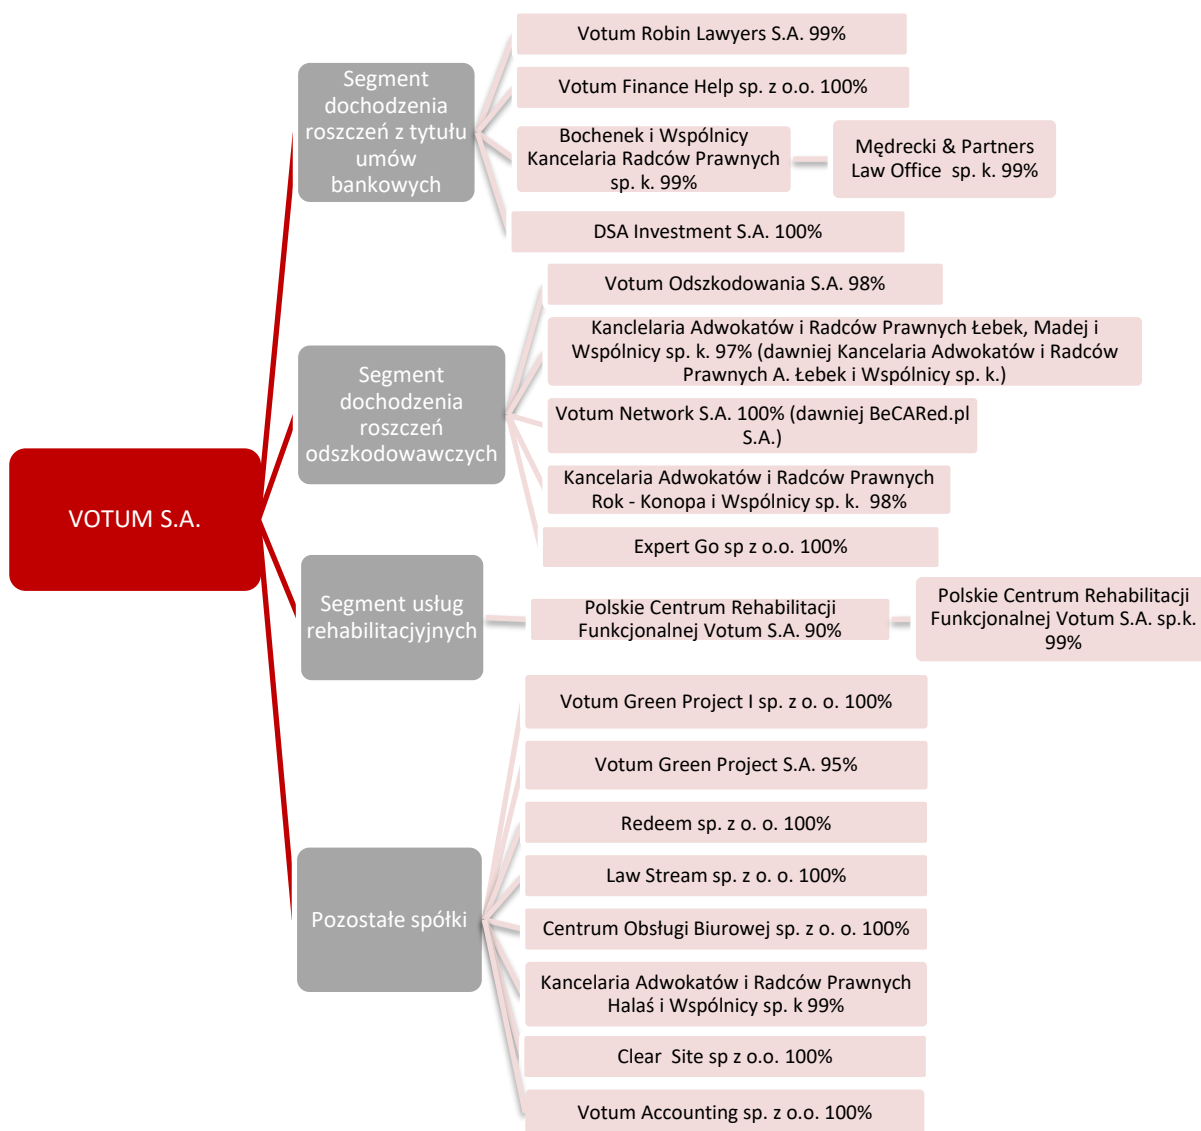 VOTUM S.A.
Segment
dochodzenia
roszczeń z tytułu
umów
bankowych
Votum Robin Lawyers S.A. 99%
Votum Finance Help sp. z o.o. 100%
Bochenek i Wspólnicy
Kancelaria Radców Prawnych
sp. k. 99%
Mędrecki & Partners
Law Office sp. k. 99%
DSA Investment S.A. 100%
Segment
dochodzenia
roszczeń
odszkodowawczych
Votum Odszkodowania S.A. 98%
Kanclelaria Adwokatów i Radców Prawnych Łebek, Madej i
Wspólnicy sp. k. 97% (dawniej Kancelaria Adwokatów i Radców
Prawnych A. Łebek i Wspólnicy sp. k.)
Votum Network S.A. 100% (dawniej BeCARed.pl
S.A.)
Kancelaria Adwokatów i Radców Prawnych
Rok - Konopa i Wspólnicy sp. k. 98%
Expert Go sp z o.o. 100%
Segment usług
rehabilitacjyjnych
Polskie Centrum Rehabilitacji
Funkcjonalnej Votum S.A. 90%
Polskie Centrum Rehabilitacji
Funkcjonalnej Votum S.A. sp.k.
99%
Pozostałe spółki
Votum Green Project I sp. z o. o. 100%
Votum Green Project S.A. 95%
Redeem sp. z o. o. 100%
Law Stream sp. z o. o. 100%
Centrum Obsługi Biurowej sp. z o. o. 100%
Kancelaria Adwokatów i Radców Prawnych
Halaś i Wspólnicy sp. k 99%
Clear Site sp z o.o. 100%
Votum Accounting sp. z o.o. 100%